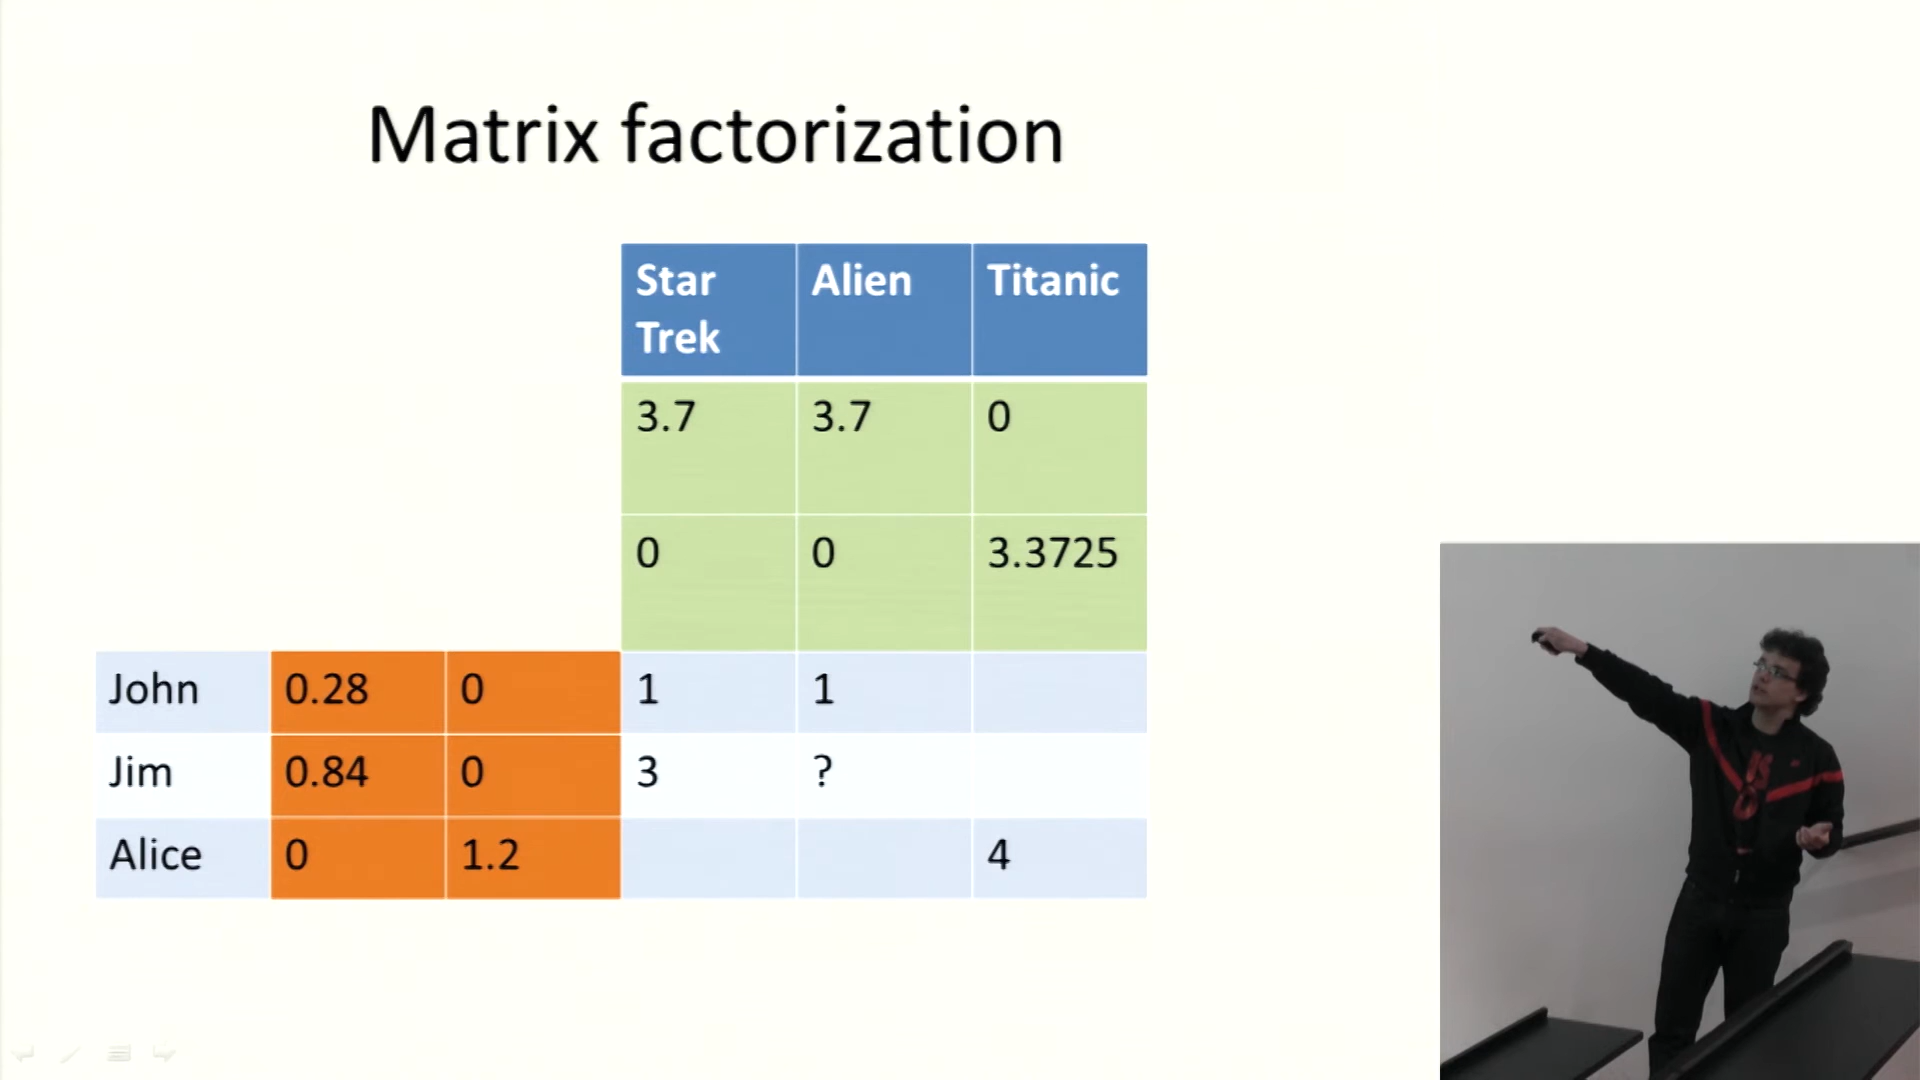 Matrix factorization
Star Trek Alien Titanic
3.7 3.7 0
0 0 3.3725
John 0.28 0 1 1
Jim 0.84 0 3 ?
Alice 0 1.2 4